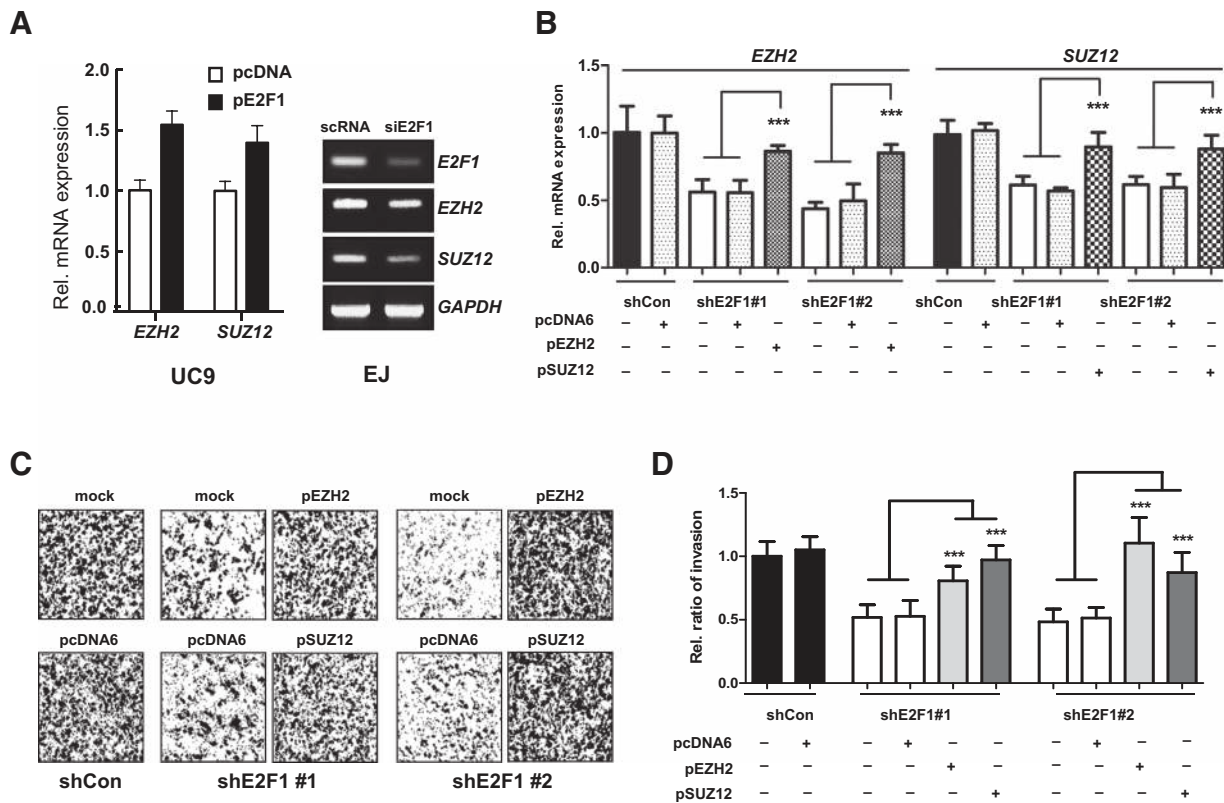 A
2.0
1.5
1.0
0.5
0.0
Rel. mRNA expression
pcDNA
pE2F1
EZH2 SUZ12
UC9
scRNA siE2F1
E2F1
EZH2
SUZ12
GAPDH
EJ
B
EZH2 SUZ12
1.5
1.0
0.5
0.0
Rel. mRNA expression
*** *** *** ***
shCon shE2F1#1 shE2F1#2 shCon shE2F1#1 shE2F1#2
pcDNA6 – + – + – – + – – + – + – – + –
pEZH2 – – – – + – – + – – – – – – – –
pSUZ12 – – – – – – – – – – – – + – – +
C
mock mock pEZH2 mock pEZH2
pcDNA6 pcDNA6 pSUZ12 pcDNA6 pSUZ12
shCon shE2F1 #1 shE2F1 #2
D
1.5
1.0
0.5
0.0
Rel. ratio of invasion
*** *** *** ***
shCon shE2F1#1 shE2F1#2
pcDNA6 – + – + – – – + – –
pEZH2 – – – – + – – – + –
pSUZ12 – – – – – + – – – +